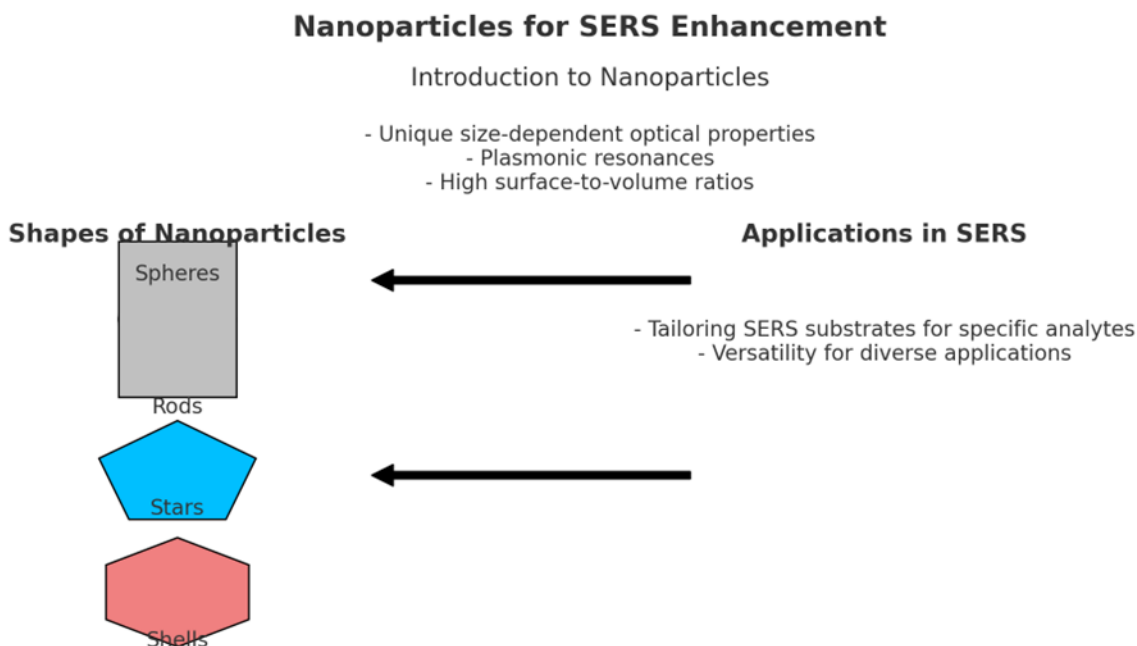 Nanoparticles for SERS Enhancement
Introduction to Nanoparticles
- Unique size-dependent optical properties
- Plasmonic resonances
- High surface-to-volume ratios
Shapes of Nanoparticles
Spheres
Rods
Stars
Shells
Applications in SERS
- Tailoring SERS substrates for specific analytes
- Versatility for diverse applications